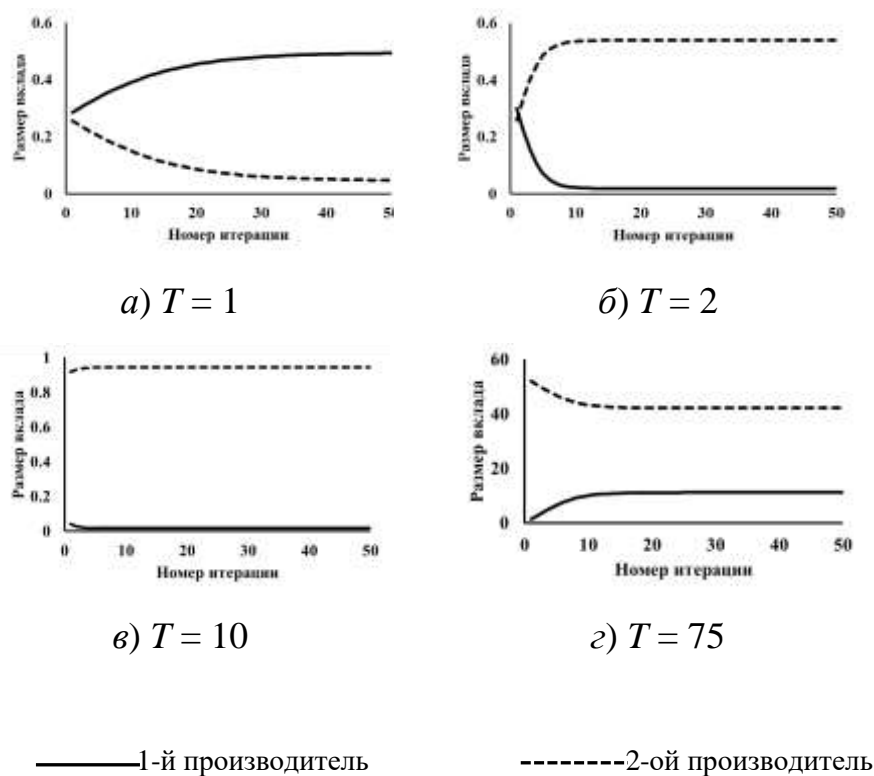 0.6
0.4
0.2
0
Размер вклада
0 10 20 30 40 50
Номер итерации
а) T = 1
0.6
0.4
0.2
0
Размер вклада
0 10 20 30 40 50
Номер итерации
б) T = 2
1
0.8
0.6
0.4
0.2
0
Размер вклада
0 10 20 30 40 50
Номер итерации
в) T = 10
60
40
20
0
Размер вклада
0 10 20 30 40 50
Номер итерации
г) T = 75
1-й производитель
2-ой производитель